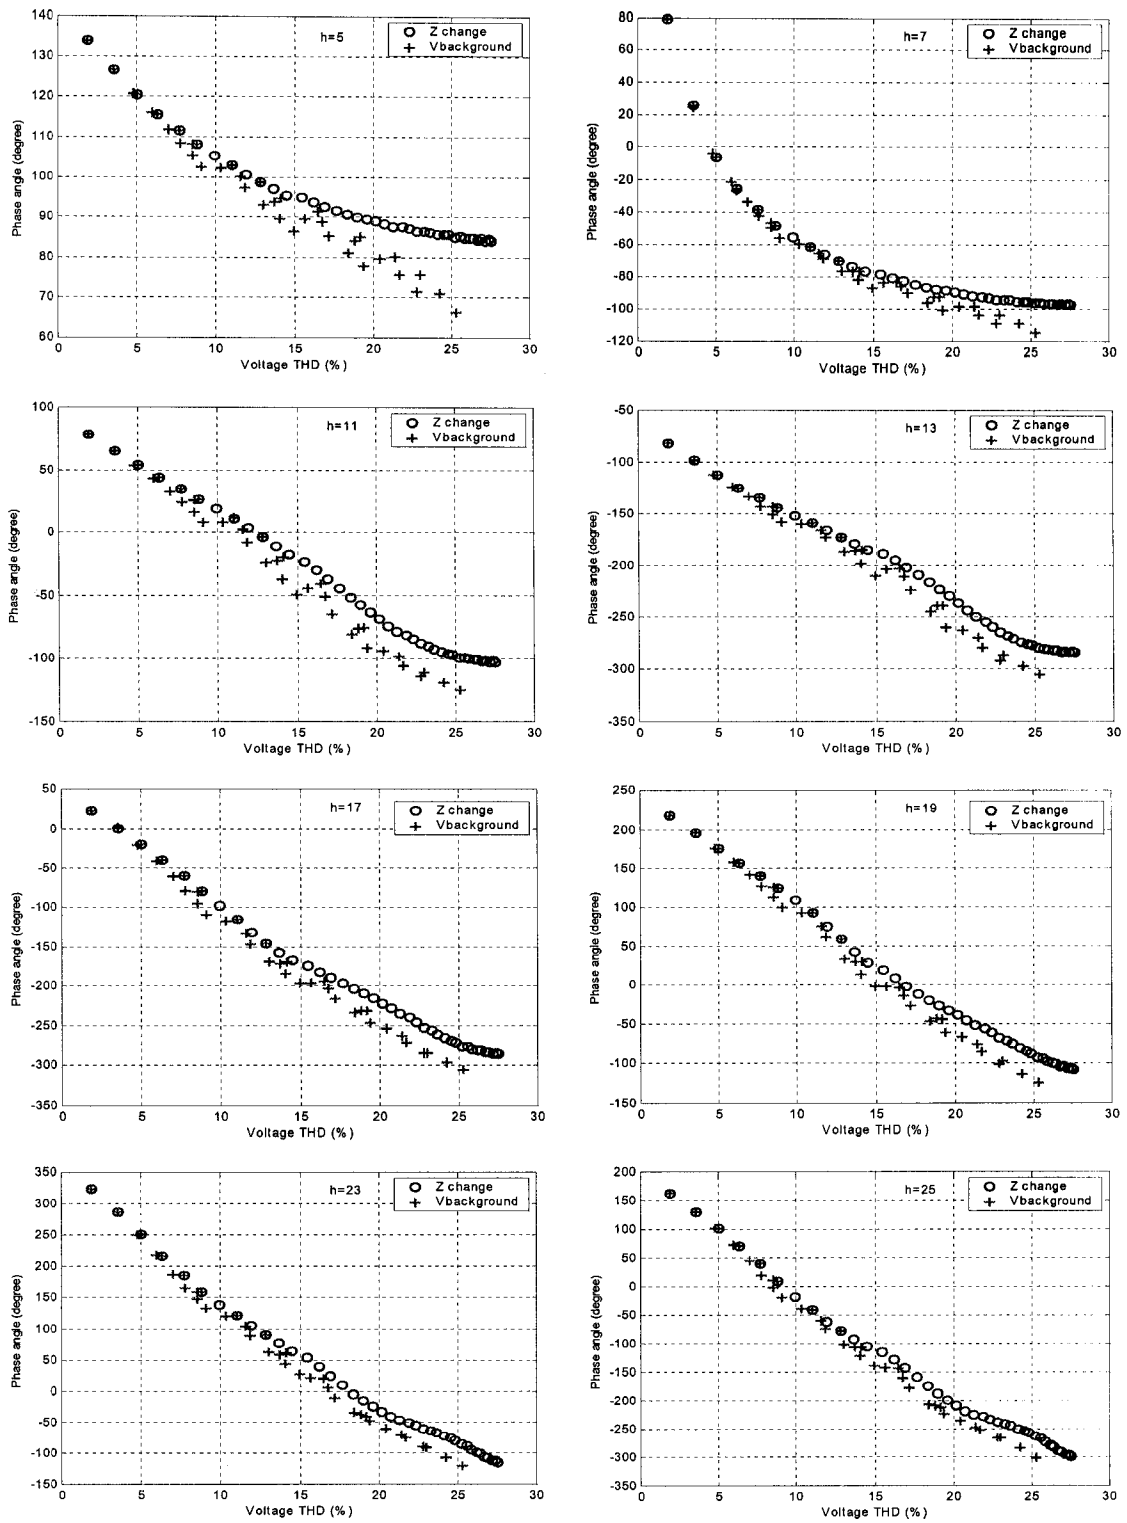 h=5
Z change
Vbackground
140
130
120
110
100
90
80
70
60
Phase angle (degree)
0 5 10 15 20 25 30
Voltage THD (%)
h=7
Z change
Vbackground
80
60
40
20
0
-20
-40
-60
-80
-100
-120
Phase angle (degree)
0 5 10 15 20 25 30
Voltage THD (%)
h=11
Z change
Vbackground
100
50
0
-50
-100
-150
Phase angle (degree)
0 5 10 15 20 25 30
Voltage THD (%)
h=13
Z change
Vbackground
-50
-100
-150
-200
-250
-300
-350
Phase angle (degree)
0 5 10 15 20 25 30
Voltage THD (%)
h=17
Z change
Vbackground
50
0
-50
-100
-150
-200
-250
-300
-350
Phase angle (degree)
0 5 10 15 20 25 30
Voltage THD (%)
h=19
Z change
Vbackground
250
200
150
100
50
0
-50
-100
-150
Phase angle (degree)
0 5 10 15 20 25 30
Voltage THD (%)
h=23
Z change
Vbackground
350
300
250
200
150
100
50
0
-50
-100
-150
Phase angle (degree)
0 5 10 15 20 25 30
Voltage THD (%)
h=25
Z change
Vbackground
200
150
100
50
0
-50
-100
-150
-200
-250
-300
-350
Phase angle (degree)
0 5 10 15 20 25 30
Voltage THD (%)